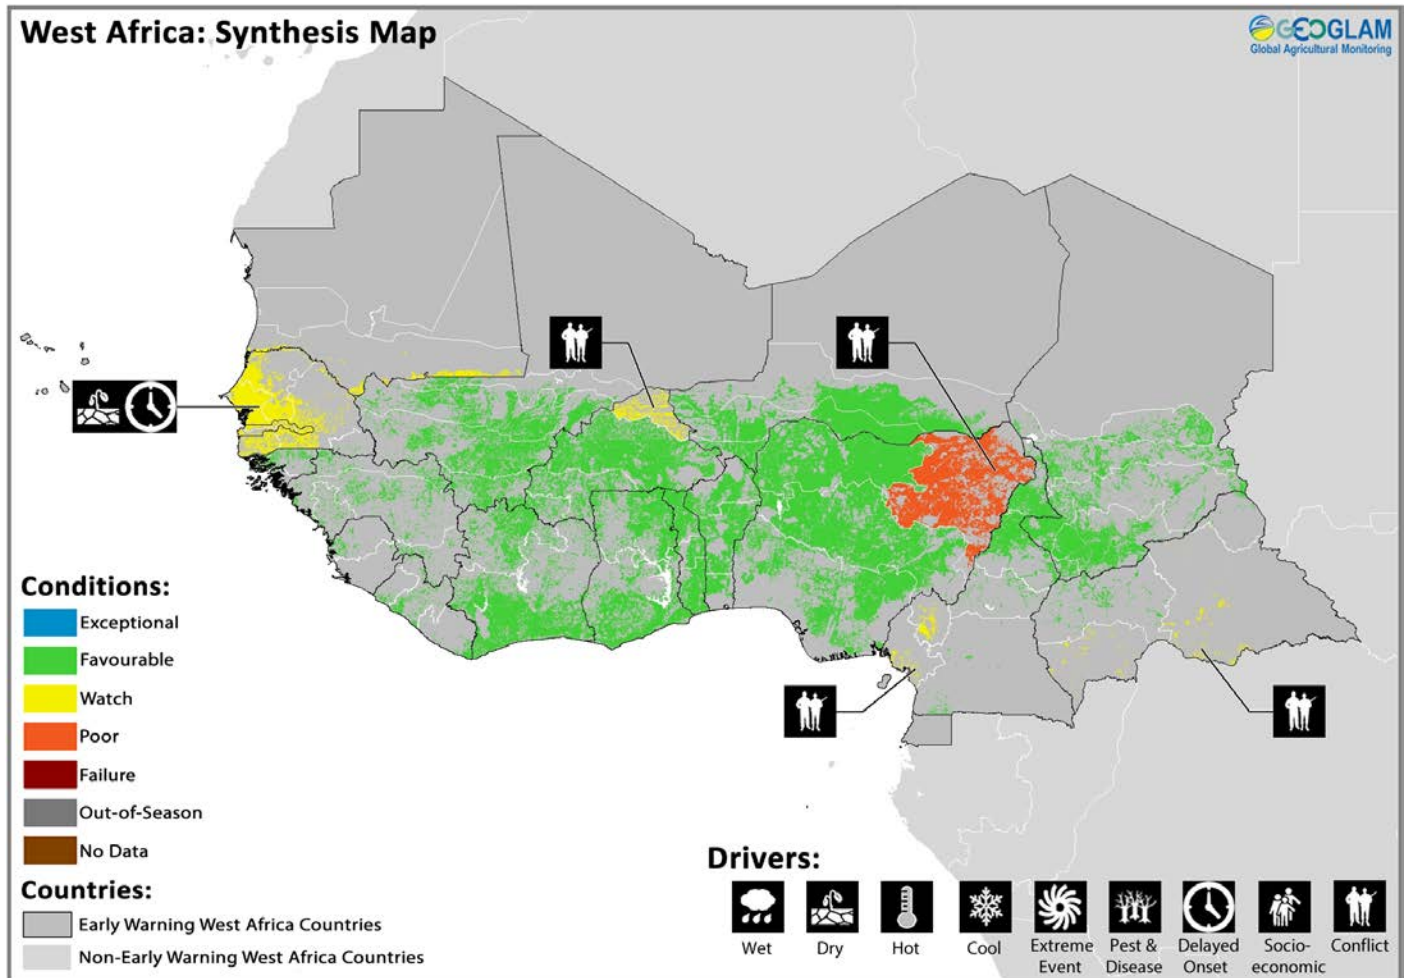 West Africa: Synthesis Map
GEOGLAM
Global Agricultural Monitoring
Conditions:
Exceptional
Favourable
Watch
Poor
Failure
Out-of-Season
No Data
Countries:
Early Warning West Africa Countries
Non-Early Warning West Africa Countries
Drivers:
Wet
Dry
Hot
Cool
Extreme
Event
Pest &
Disease
Delayed
Onset
Socio-
economic
Conflict